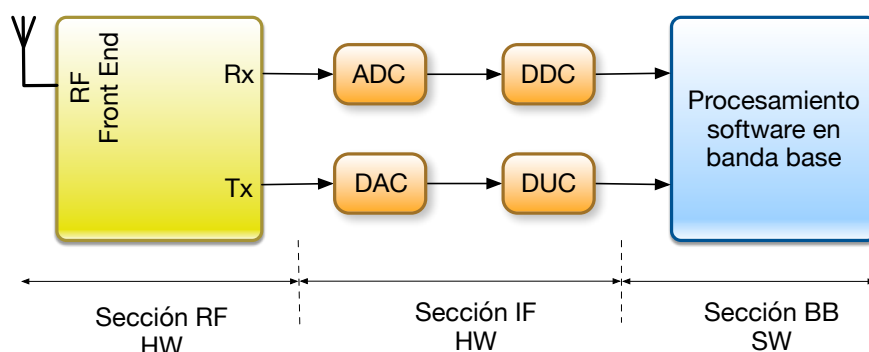 RF
Front End
Rx
ADC
DDC
Tx
DAC
DUC
Procesamiento
software en
banda base
Sección RF
HW
Sección IF
HW
Sección BB
SW